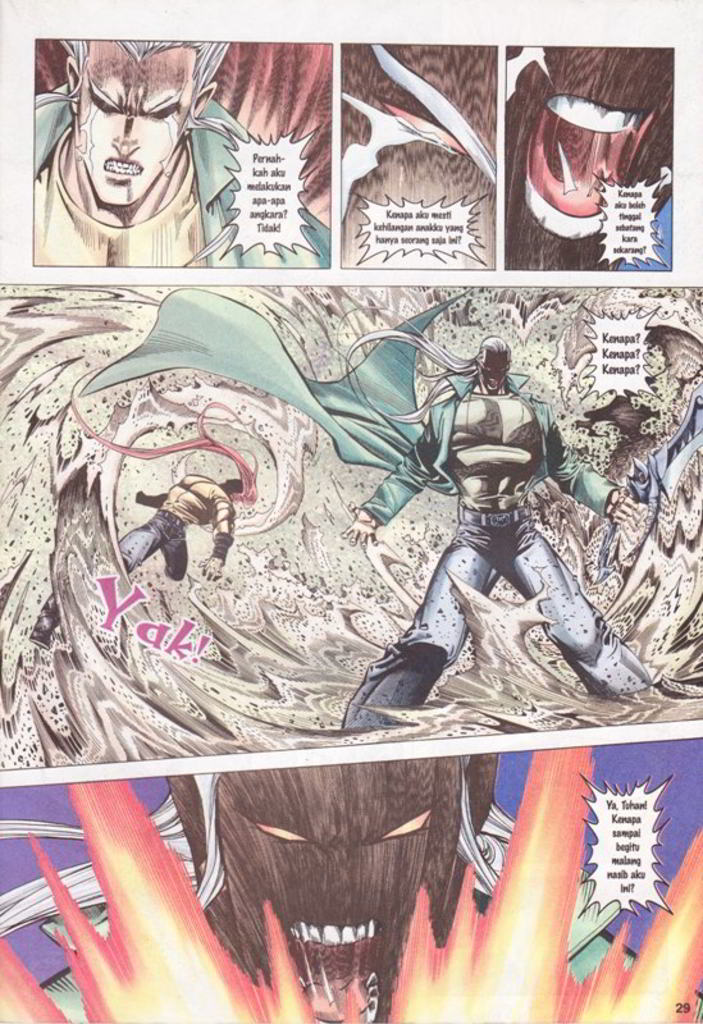 Pernah-
kah aku
melakukan
apa-apa
angkara?
Tidak!
Kenapa aku mesti
kehilangan anakku yang
hanya seorang saja ini?
Kenapa
aku boleh
tinggal
sebatang
kara
sekarang?
Kenapa?
Kenapa?
Kenapa?
Yak!
Ya, Tuhan!
Kenapa
sampai
begitu
malang
nasib aku
ini?
29